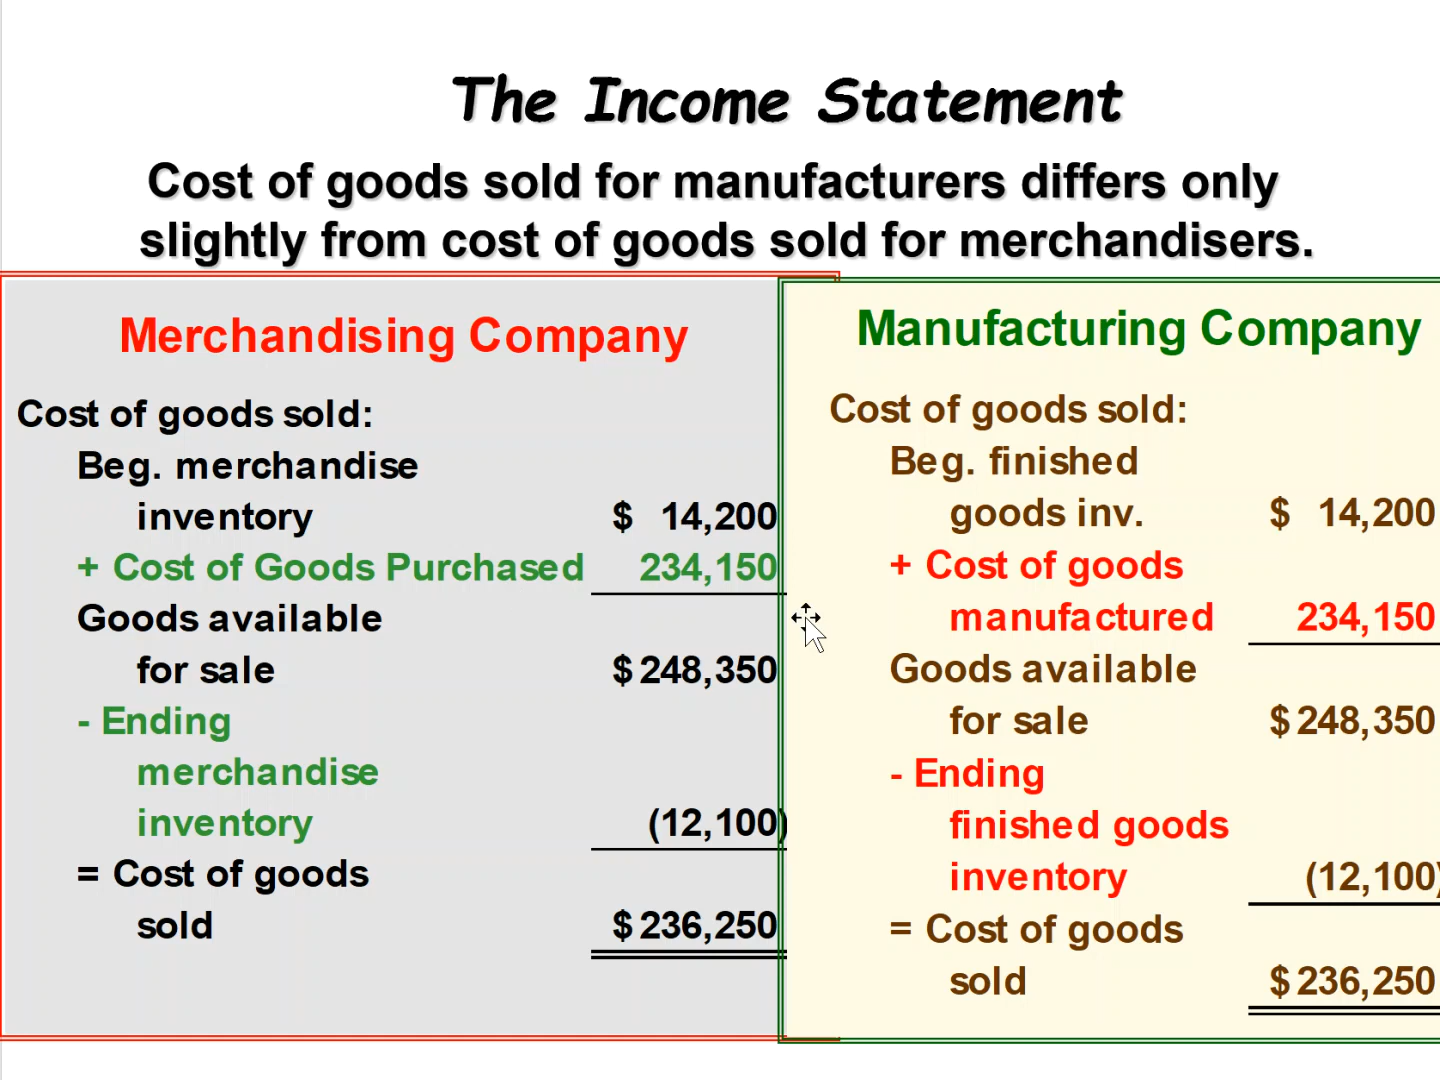 The Income Statement
Cost of goods sold for manufacturers differs only
slightly from cost of goods sold for merchandisers.
Merchandising Company
Cost of goods sold:
Beg. merchandise
inventory $ 14,200
+ Cost of Goods Purchased 234,150
Goods available
for sale $ 248,350
- Ending
merchandise
inventory (12,100)
= Cost of goods
sold $ 236,250
Manufacturing Company
Cost of goods sold:
Beg. finished
goods inv. $ 14,200
+ Cost of goods
manufactured 234,150
Goods available
for sale $ 248,350
- Ending
finished goods
inventory (12,100)
= Cost of goods
sold $ 236,250